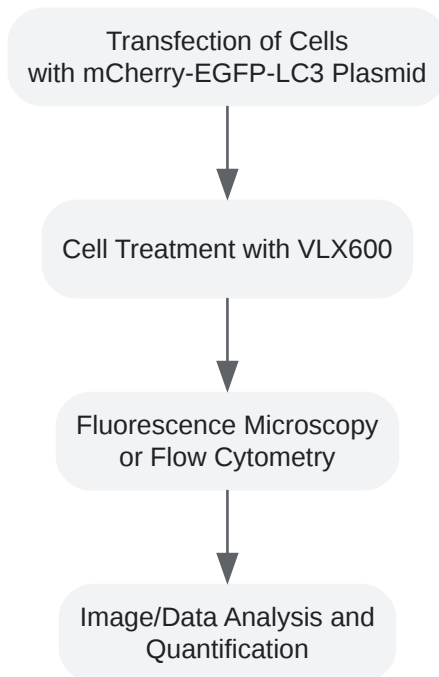 Transfection of Cells
with mCherry-EGFP-LC3 Plasmid
Cell Treatment with VLX600
Fluorescence Microscopy
or Flow Cytometry
Image/Data Analysis and
Quantification